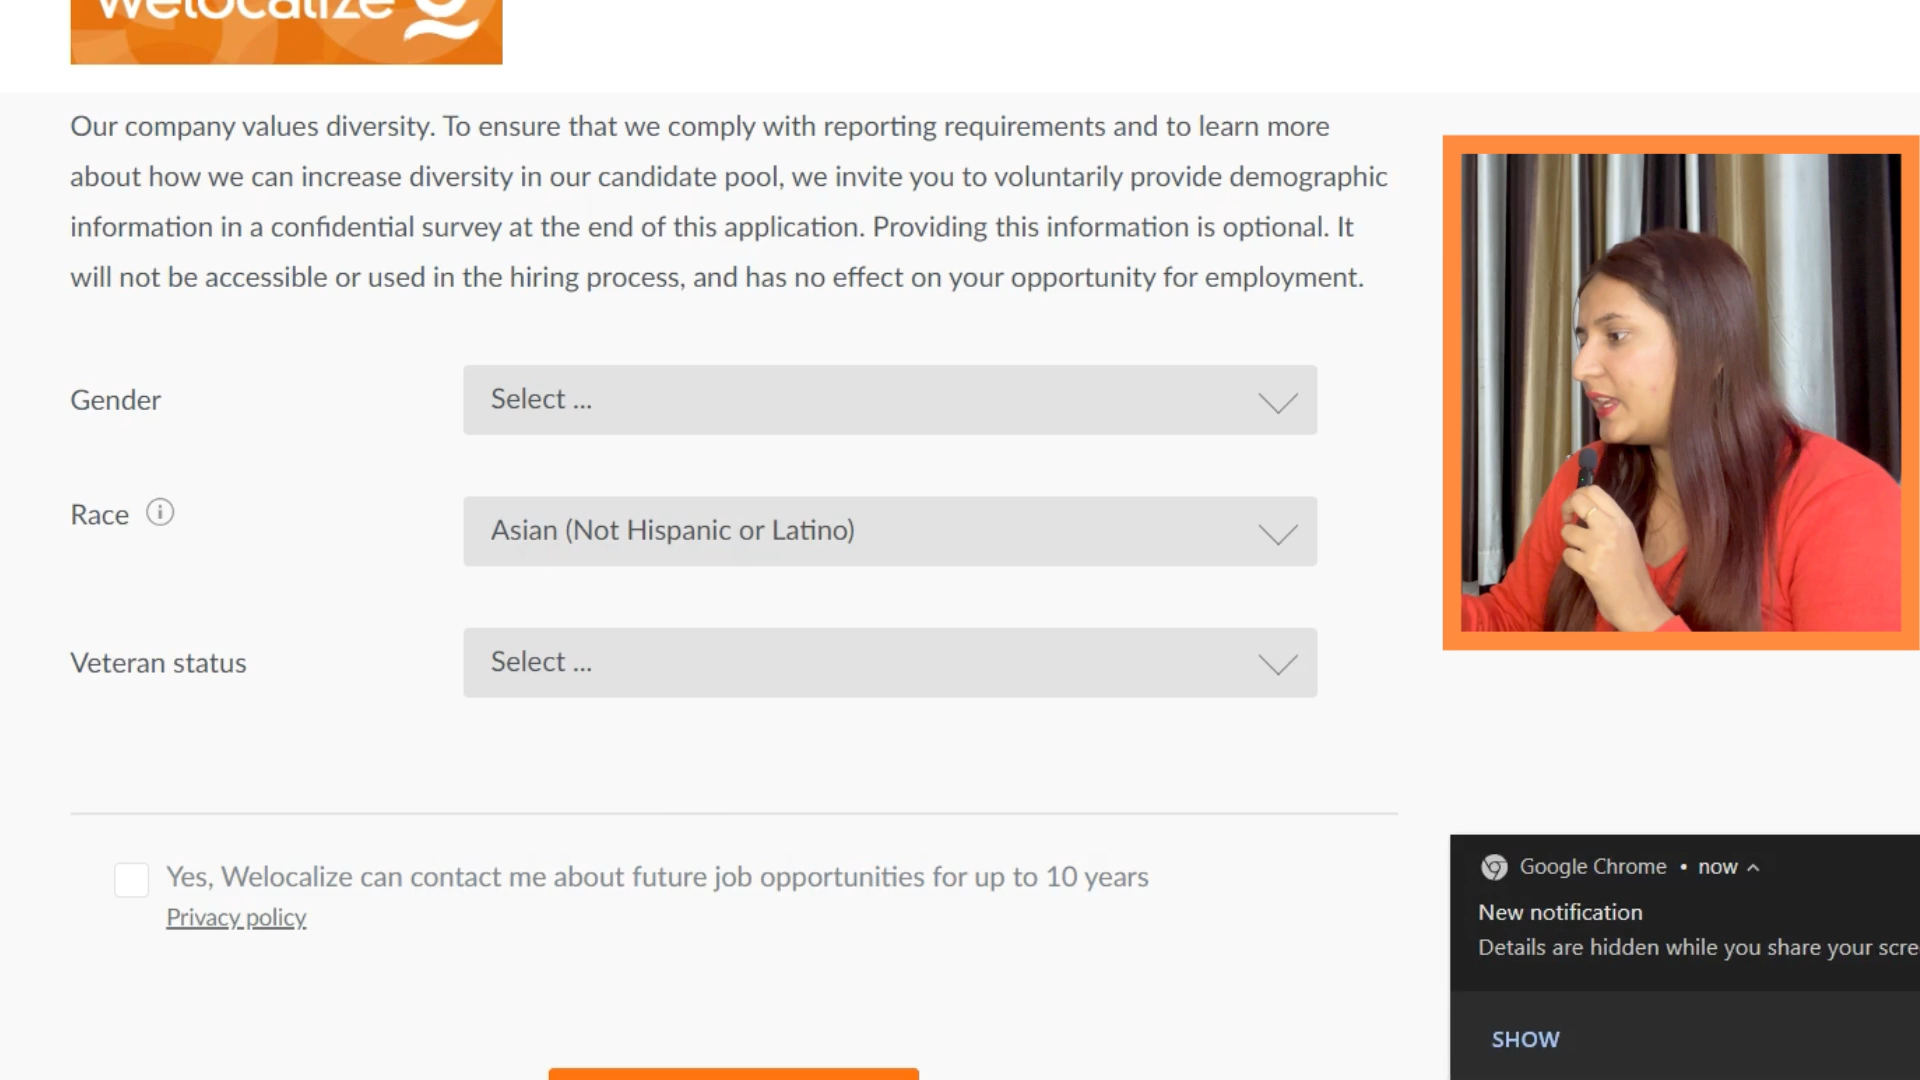 welocalize
Our company values diversity. To ensure that we comply with reporting requirements and to learn more
about how we can increase diversity in our candidate pool, we invite you to voluntarily provide demographic
information in a confidential survey at the end of this application. Providing this information is optional. It
will not be accessible or used in the hiring process, and has no effect on your opportunity for employment.
Gender
Select ...
Race
Asian (Not Hispanic or Latino)
Veteran status
Select ...
Yes, Welocalize can contact me about future job opportunities for up to 10 years
Privacy policy
Google Chrome • now
New notification
Details are hidden while you share your scre
SHOW